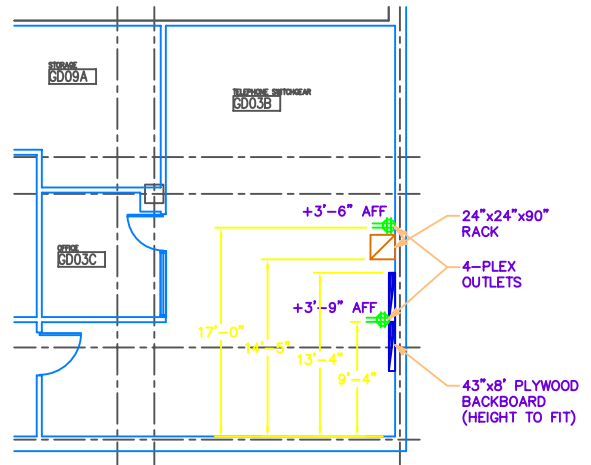 STORAGE
GD09A
TELEPHONE SWITCHGEAR
GD03B
+3'-6" AFF
24"x24"x90"
RACK
OFFICE
GD03C
4-PLEX
OUTLETS
+3'-9" AFF
17'-0"
14'-5"
13'-4"
9'-4"
43"x8' PLYWOOD
BACKBOARD
(HEIGHT TO FIT)